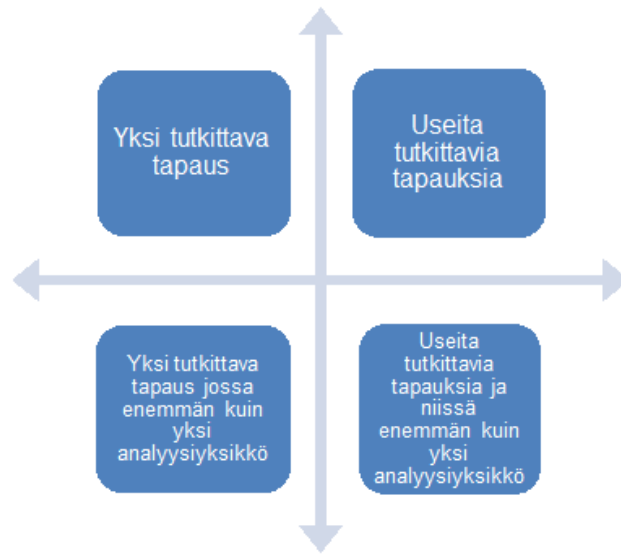 Yksi tutkittava
tapaus
Useita
tutkittavia
tapauksia
Yksi tutkittava
tapaus jossa
enemmän kuin
yksi
analyysiyksikkö
Useita
tutkittavia
tapauksia ja
niissä
enemmän kuin
yksi
analyysiyksikkö